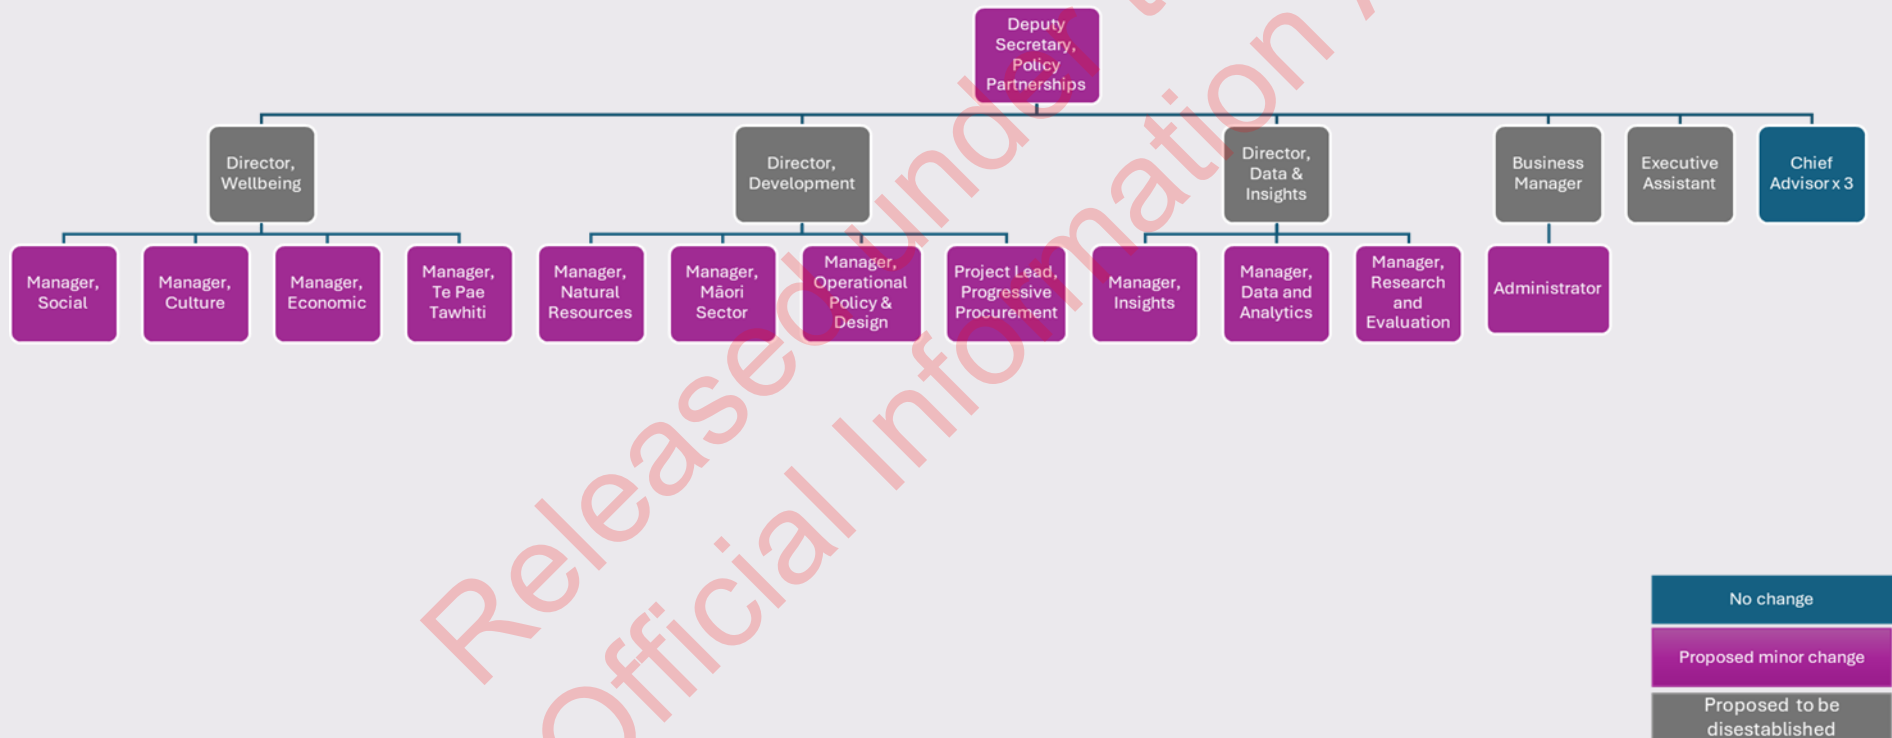 Deputy
Secretary,
Policy
Partnerships
Director,
Wellbeing
Director,
Development
Director,
Data &
Insights
Business
Manager
Executive
Assistant
Chief
Advisor x 3
Manager,
Social
Manager,
Culture
Manager,
Economic
Manager,
Te Pae
Tawhiti
Manager,
Natural
Resources
Manager,
Māori
Sector
Manager,
Operational
Policy &
Design
Project Lead,
Progressive
Procurement
Manager,
Insights
Manager,
Data and
Analytics
Manager,
Research
and
Evaluation
Administrator
No change
Proposed minor change
Proposed to be
disestablished
Released under
Official Information